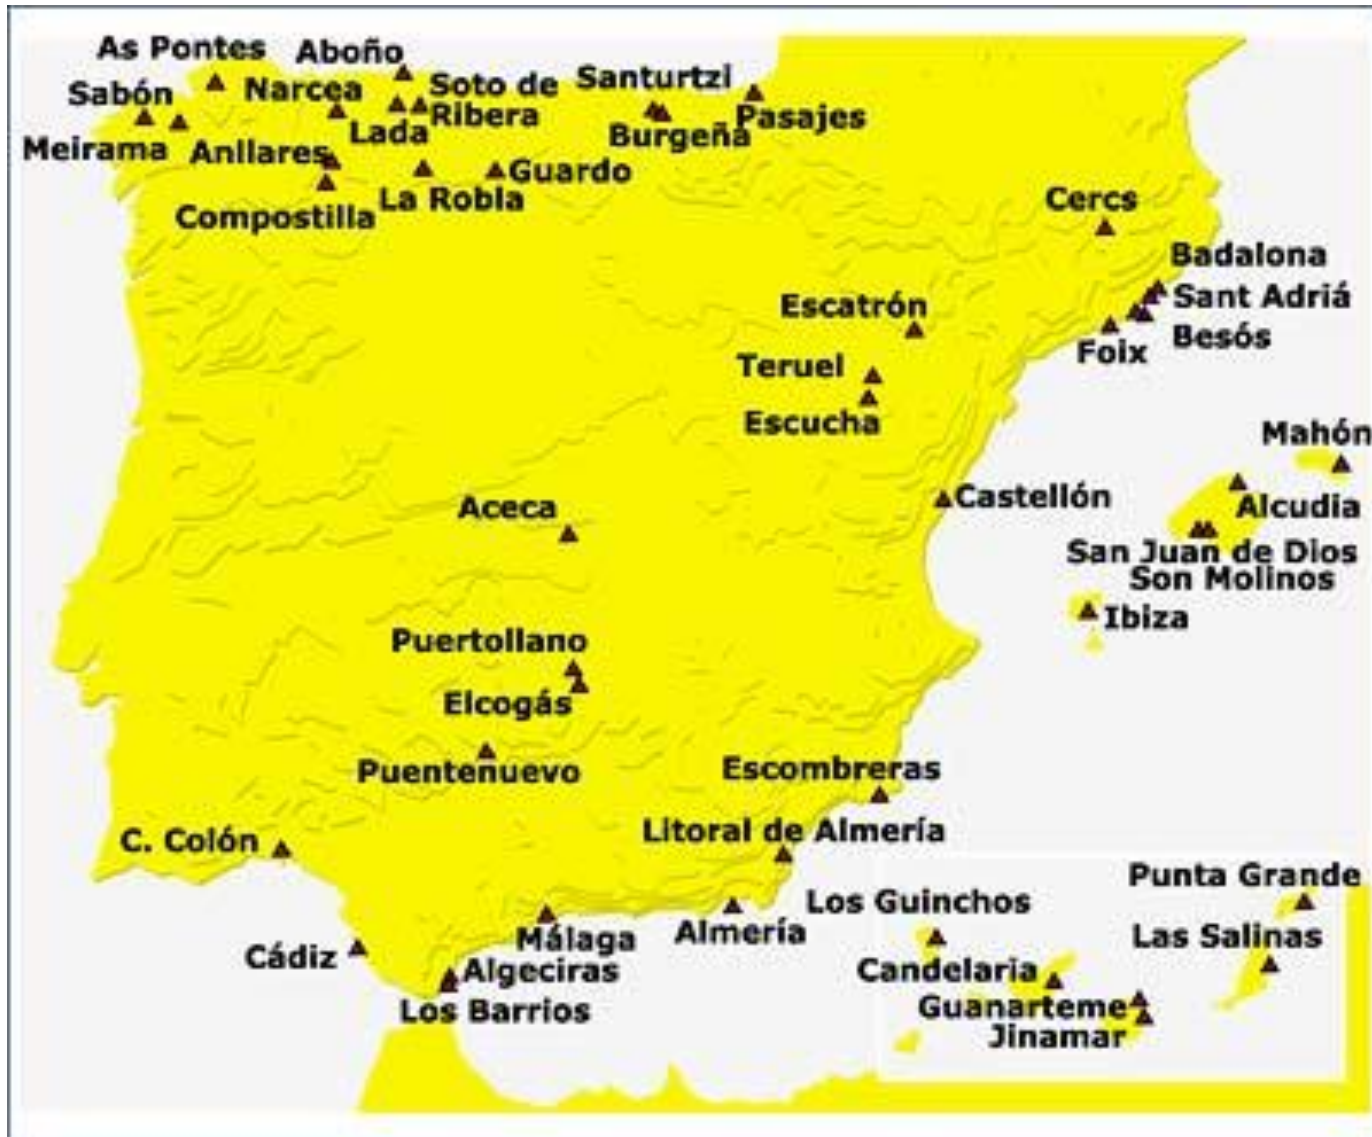 As Pontes
Aboño
Sabón
Narcea
Soto de
Ribera
Santurtzi
Meirama
Anllares
Lada
Burgeña
Pasajes
Compostilla
La Robla
Guardo
Cercs
Badalona
Escatrón
Sant Adriá
Besós
Foix
Teruel
Escucha
Mahón
Aceca
Castellón
Alcudia
San Juan de Dios
Son Molinos
Ibiza
Puertollano
Elcogás
Puentenuevo
Escombreras
C. Colón
Litoral de Almería
Punta Grande
Los Guinchos
Las Salinas
Cádiz
Málaga
Almería
Algeciras
Los Barrios
Candelaria
Guanarteme
Jinamar